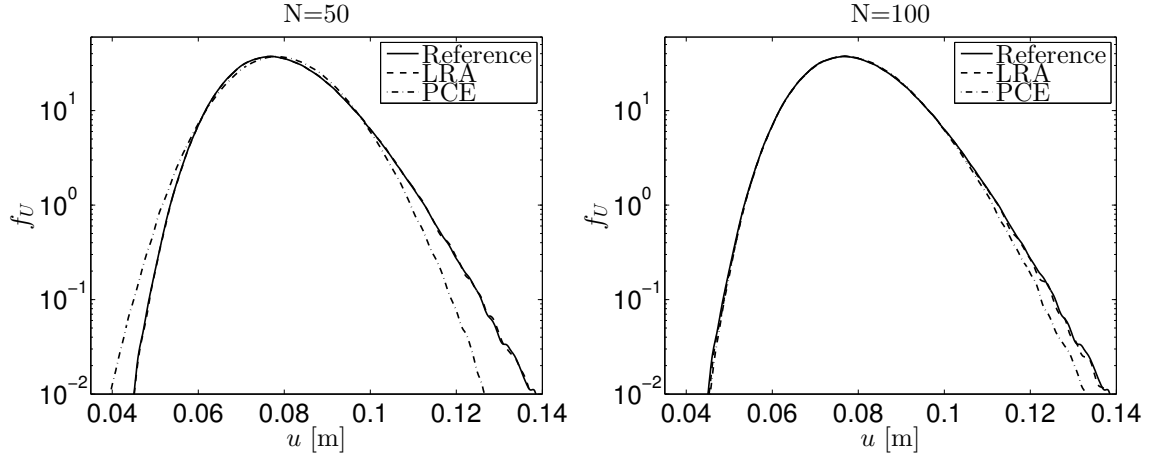 N=50
Reference
LRA
PCE
10^1
10^0
10^-1
10^-2
f_U
0.04 0.06 0.08 0.1 0.12 0.14
u [m]
N=100
Reference
LRA
PCE
10^1
10^0
10^-1
10^-2
f_U
0.04 0.06 0.08 0.1 0.12 0.14
u [m]